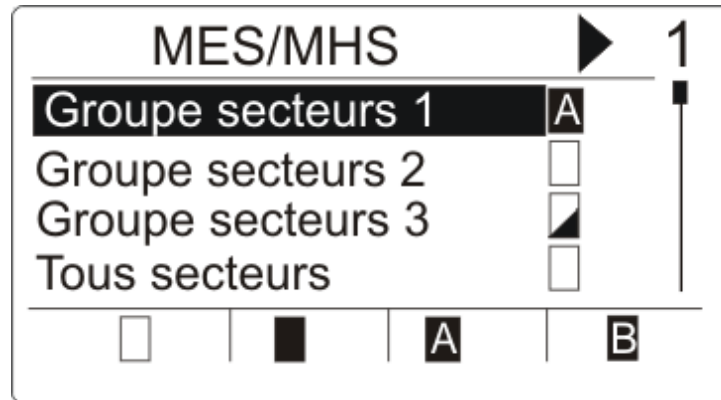 MES/MHS 1
Groupe secteurs 1 A
Groupe secteurs 2
Groupe secteurs 3
Tous secteurs
A B